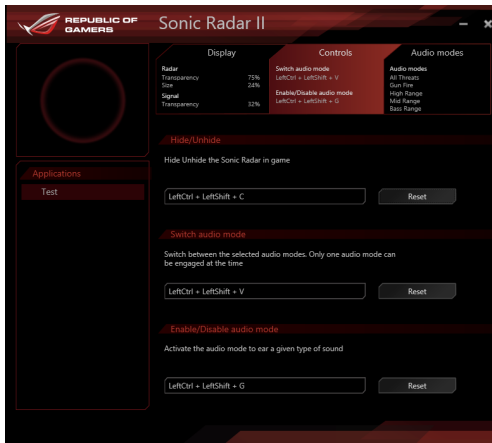 REPUBLIC OF
GAMERS
Sonic Radar II
Display
Radar
Transparency 75%
Size 24%
Signal
Transparency 32%
Controls
Switch audio mode
LeftCtrl + LeftShift + V
Enable/Disable audio mode
LeftCtrl + LeftShift + G
Audio modes
Audio modes
All Threats
Gun Fire
High Range
Mid Range
Bass Range
Applications
Test
Hide/Unhide
Hide Unhide the Sonic Radar in game
LeftCtrl + LeftShift + C
Reset
Switch audio mode
Switch between the selected audio modes. Only one audio mode can
be engaged at the time
LeftCtrl + LeftShift + V
Reset
Enable/Disable audio mode
Activate the audio mode to ear a given type of sound
LeftCtrl + LeftShift + G
Reset